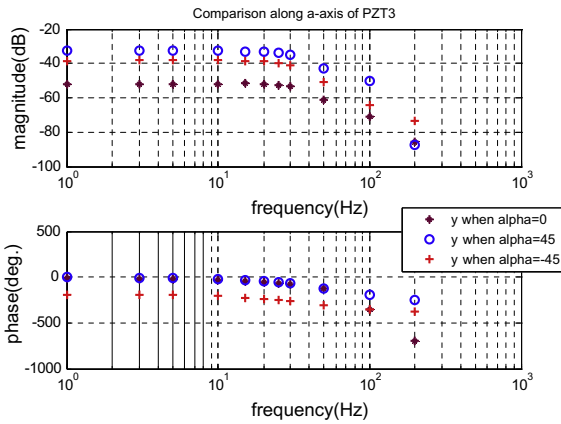 Comparison along a-axis of PZT3
magnitude(dB)
-20
-40
-60
-80
-100
10^0
10^1
10^2
10^3
frequency(Hz)
phase(deg.)
500
0
-500
-1000
10^0
10^1
10^2
10^3
frequency(Hz)
y when alpha=0
y when alpha=45
y when alpha=-45